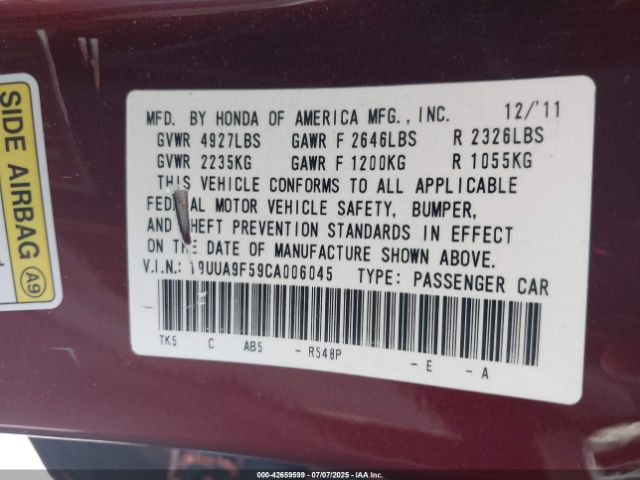 SIDE AIRBAG A9
MFD. BY HONDA OF AMERICA MFG., INC. 12/'11
GVWR 4927LBS GAWR F 2646LBS R 2326LBS
GVWR 2235KG GAWR F 1200KG R 1055KG
THIS VEHICLE CONFORMS TO ALL APPLICABLE
FEDERAL MOTOR VEHICLE SAFETY, BUMPER,
AND THEFT PREVENTION STANDARDS IN EFFECT
ON THE DATE OF MANUFACTURE SHOWN ABOVE.
V.I.N.: 19UUA9F59CA006045 TYPE: PASSENGER CAR
TK5 C AB5 - R548P - E - A
000-42659599 | 07/07/2025 - IAA Inc.